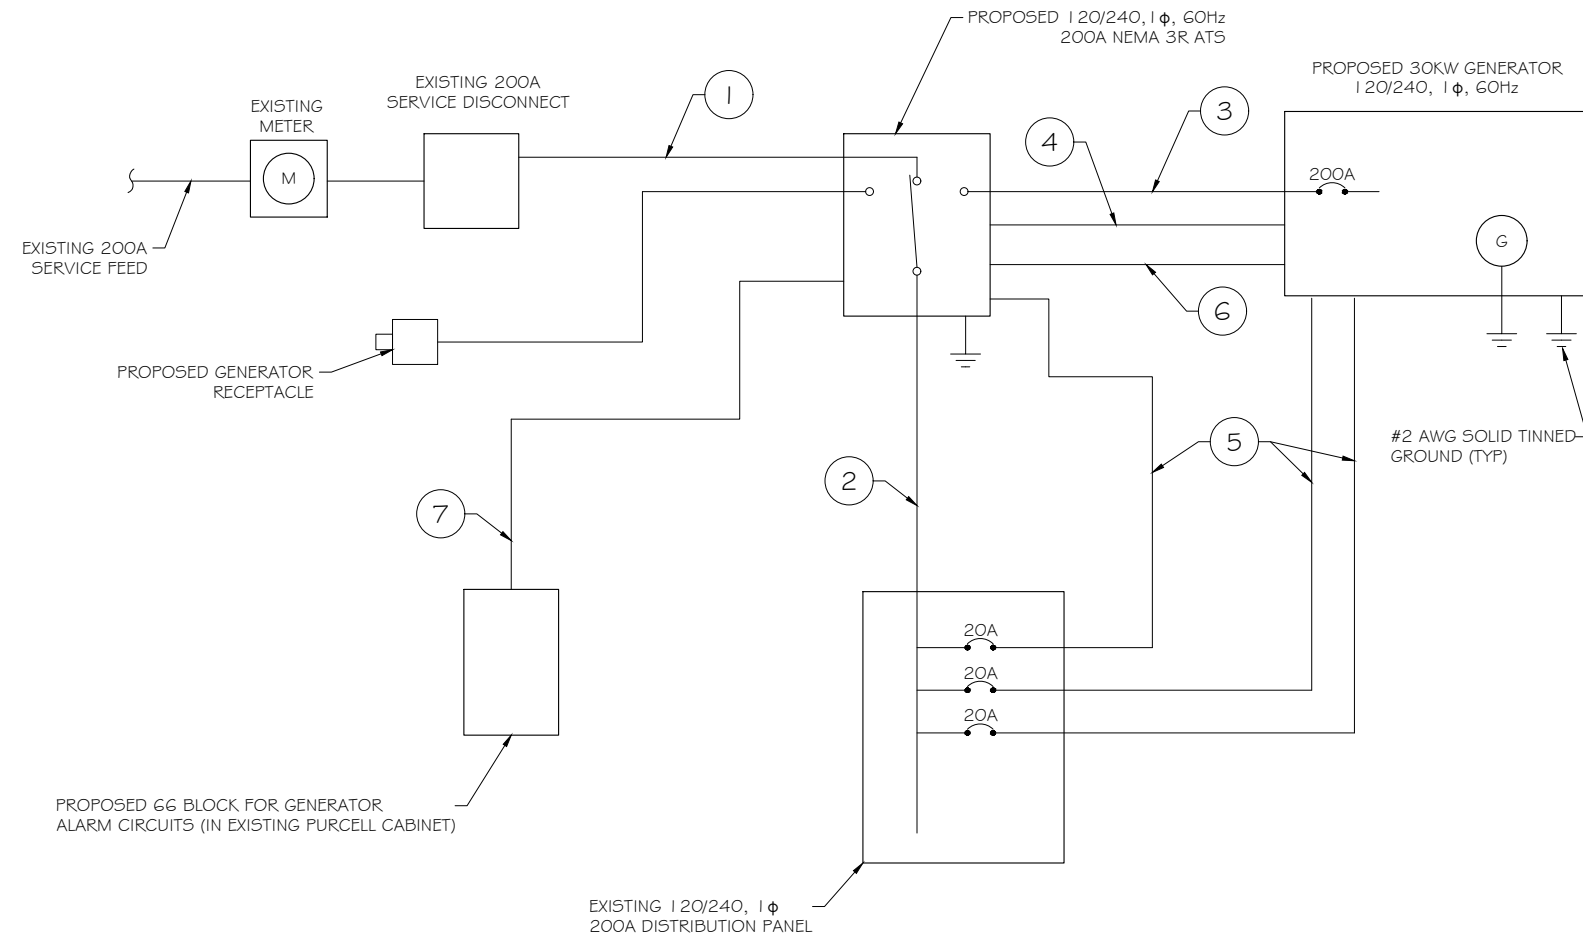 PROPOSED 120/240,1ϕ, 60Hz
200A NEMA 3R ATS
PROPOSED 30KW GENERATOR
120/240, 1ϕ, 60Hz
EXISTING 200A
SERVICE DISCONNECT
EXISTING
METER
1
3
4
M
200A
EXISTING 200A
SERVICE FEED
G
6
PROPOSED GENERATOR
RECEPTACLE
5
#2 AWG SOLID TINNED
GROUND (TYP)
2
7
20A
20A
20A
PROPOSED 66 BLOCK FOR GENERATOR
ALARM CIRCUITS (IN EXISTING PURCELL CABINET)
EXISTING 120/240, 1ϕ
200A DISTRIBUTION PANEL